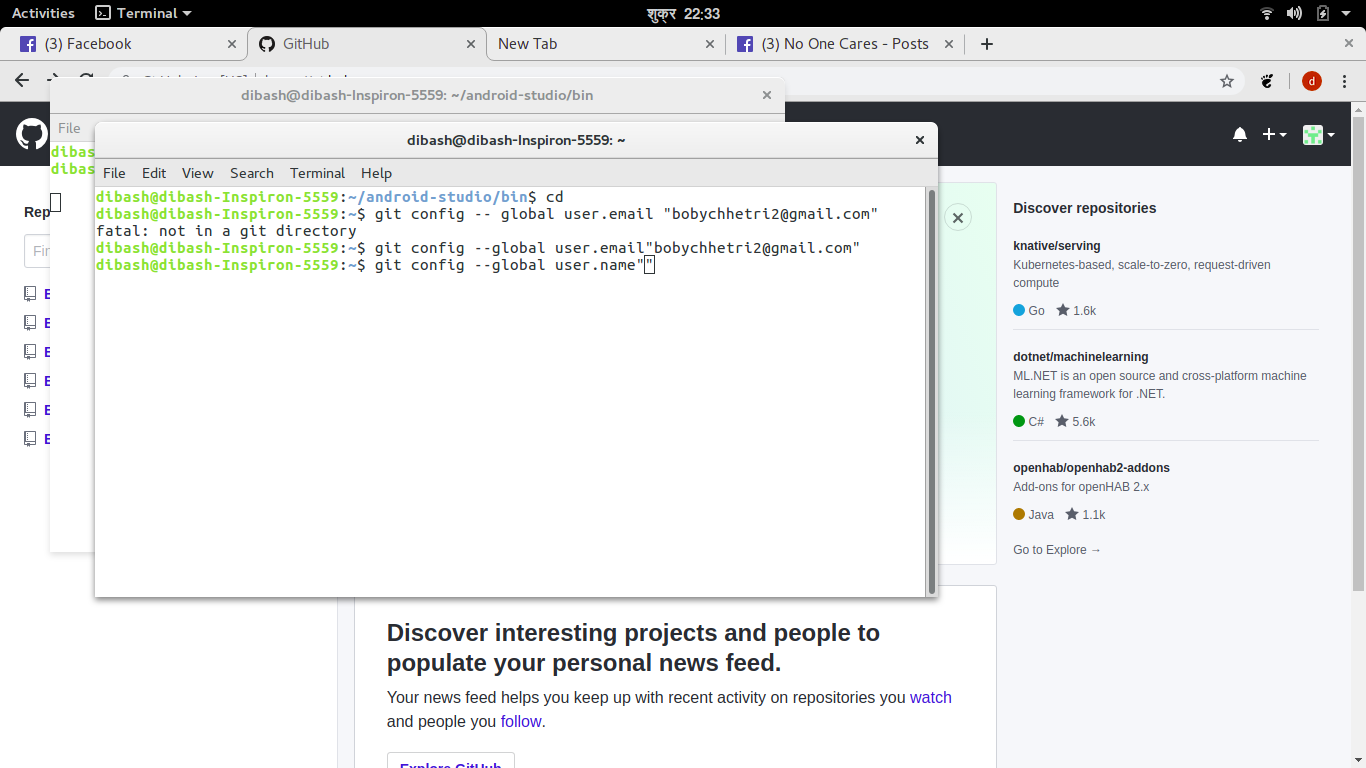 Activities Terminal शुक्र 22:33
(3) Facebook GitHub New Tab (3) No One Cares - Posts
d
dibash@dibash-Inspiron-5559: ~/android-studio/bin
File
dibas
dibas
dibash@dibash-Inspiron-5559: ~
File Edit View Search Terminal Help
dibash@dibash-Inspiron-5559:~/android-studio/bin$ cd
dibash@dibash-Inspiron-5559:~$ git config -- global user.email "bobychhetri2@gmail.com"
fatal: not in a git directory
dibash@dibash-Inspiron-5559:~$ git config --global user.email"bobychhetri2@gmail.com"
dibash@dibash-Inspiron-5559:~$ git config --global user.name""
Rep
Fin
Discover repositories
knative/serving
Kubernetes-based, scale-to-zero, request-driven
compute
Go 1.6k
dotnet/machinelearning
ML.NET is an open source and cross-platform machine
learning framework for .NET.
C# 5.6k
openhab/openhab2-addons
Add-ons for openHAB 2.x
Java 1.1k
Go to Explore →
Discover interesting projects and people to
populate your personal news feed.
Your news feed helps you keep up with recent activity on repositories you watch
and people you follow.
Explore GitHub